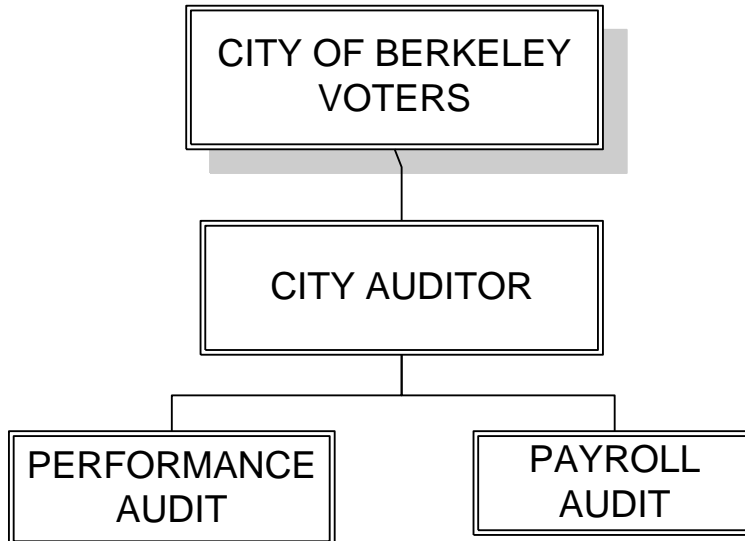 CITY OF BERKELEY
VOTERS
CITY AUDITOR
PERFORMANCE
AUDIT
PAYROLL
AUDIT